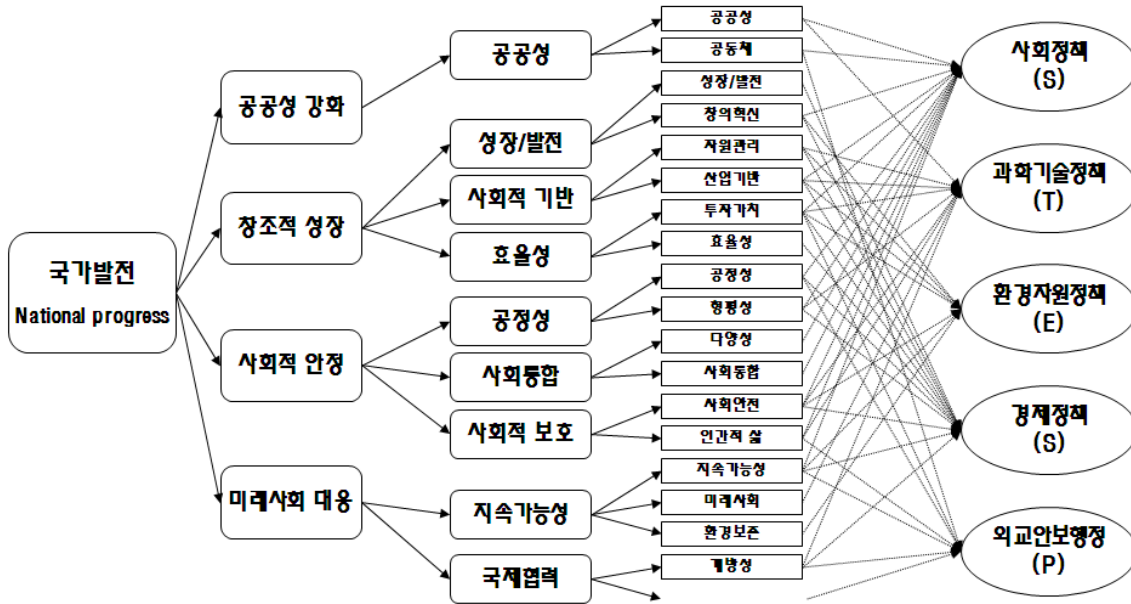 국가발전
National progress
공공성 강화
창조적 성장
사회적 안정
미래사회 대응
공공성
성장/발전
사회적 기반
효율성
공정성
사회통합
사회적 보호
지속가능성
국제협력
공공성
공동체
성장/발전
창의혁신
자원관리
산업기반
투자가치
효율성
공정성
형평성
다양성
사회통합
사회안전
인간적 삶
지속가능성
미래사회
환경보존
개방성
사회정책
(S)
과학기술정책
(T)
환경자원정책
(E)
경제정책
(S)
외교안보행정
(P)